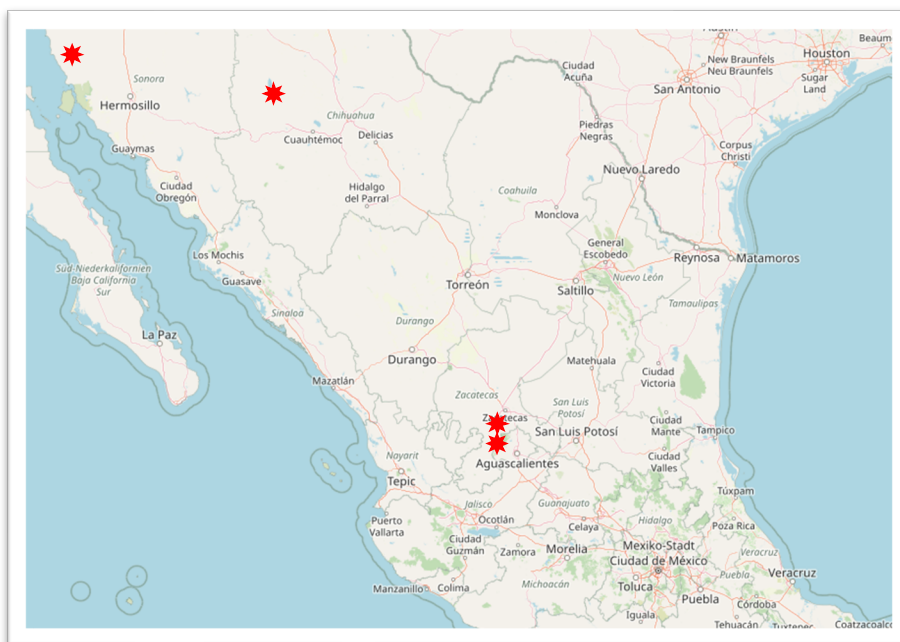 Houston
Beaum
New Braunfels
Neu Braunfels
San Antonio
Sugar
Land
Ciudad
Acuña
Sonora
Hermosillo
Chihuahua
Cuauhtémoc
Delicias
Piedras
Negras
Corpus
Christi
Guaymas
Nuevo Laredo
Ciudad
Obregón
Hidalgo
del Parral
Coahuila
Monclova
Los Mochis
General
Escobedo
Reynosa
Matamoros
Süd-Niederkalifornien
Baja California
Sur
Guasave
Torreón
Saltillo
Nuevo León
Sinaloa
Tamaulipas
Durango
La Paz
Durango
Matehuala
Mazatlán
Ciudad
Victoria
Zacatecas
San Luis
Potosí
Ciudad
Mante
San Luis Potosí
Tampico
Nayarit
Aguascalientes
Ciudad
Valles
Tepic
Túxpam
Jalisco
Guanajuato
Puerto
Vallarta
Ocotlán
Celaya
Hidalgo
Poza Rica
Ciudad
Guzmán
Zamora
Morelia
Mexiko-Stadt
Ciudad de México
Veracruz
Manzanillo
Colima
Michoacán
Toluca
Puebla
Veracruz
Puebla
Córdoba
Iguala
Tehuacán
Coatzacoalc